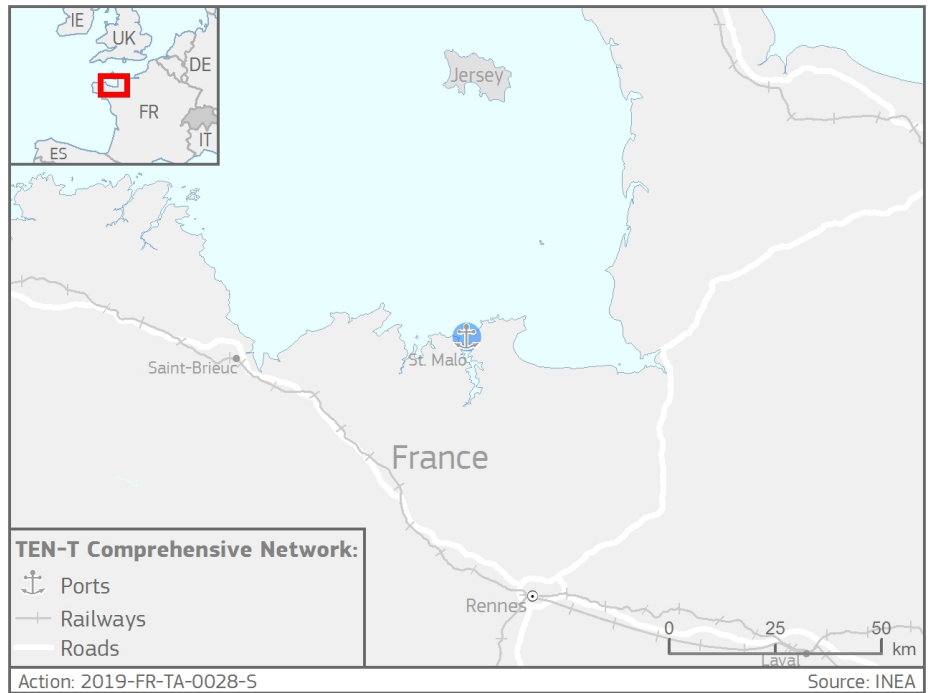 IE
UK
DE
FR
IT
ES
Jersey
St. Malo
Saint-Brieuc
France
TEN-T Comprehensive Network:
Ports
Railways
Roads
Rennes
0 25 50
km
Laval
Action: 2019-FR-TA-0028-S
Source: INEA